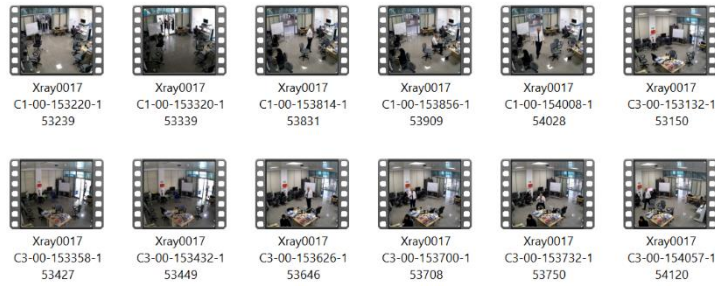 Xray0017
C1-00-153220-1
53239
Xray0017
C1-00-153320-1
53339
Xray0017
C1-00-153814-1
53831
Xray0017
C1-00-153856-1
53909
Xray0017
C1-00-154008-1
54028
Xray0017
C3-00-153132-1
53150
Xray0017
C3-00-153358-1
53427
Xray0017
C3-00-153432-1
53449
Xray0017
C3-00-153626-1
53646
Xray0017
C3-00-153700-1
53708
Xray0017
C3-00-153732-1
53750
Xray0017
C3-00-154057-1
54120